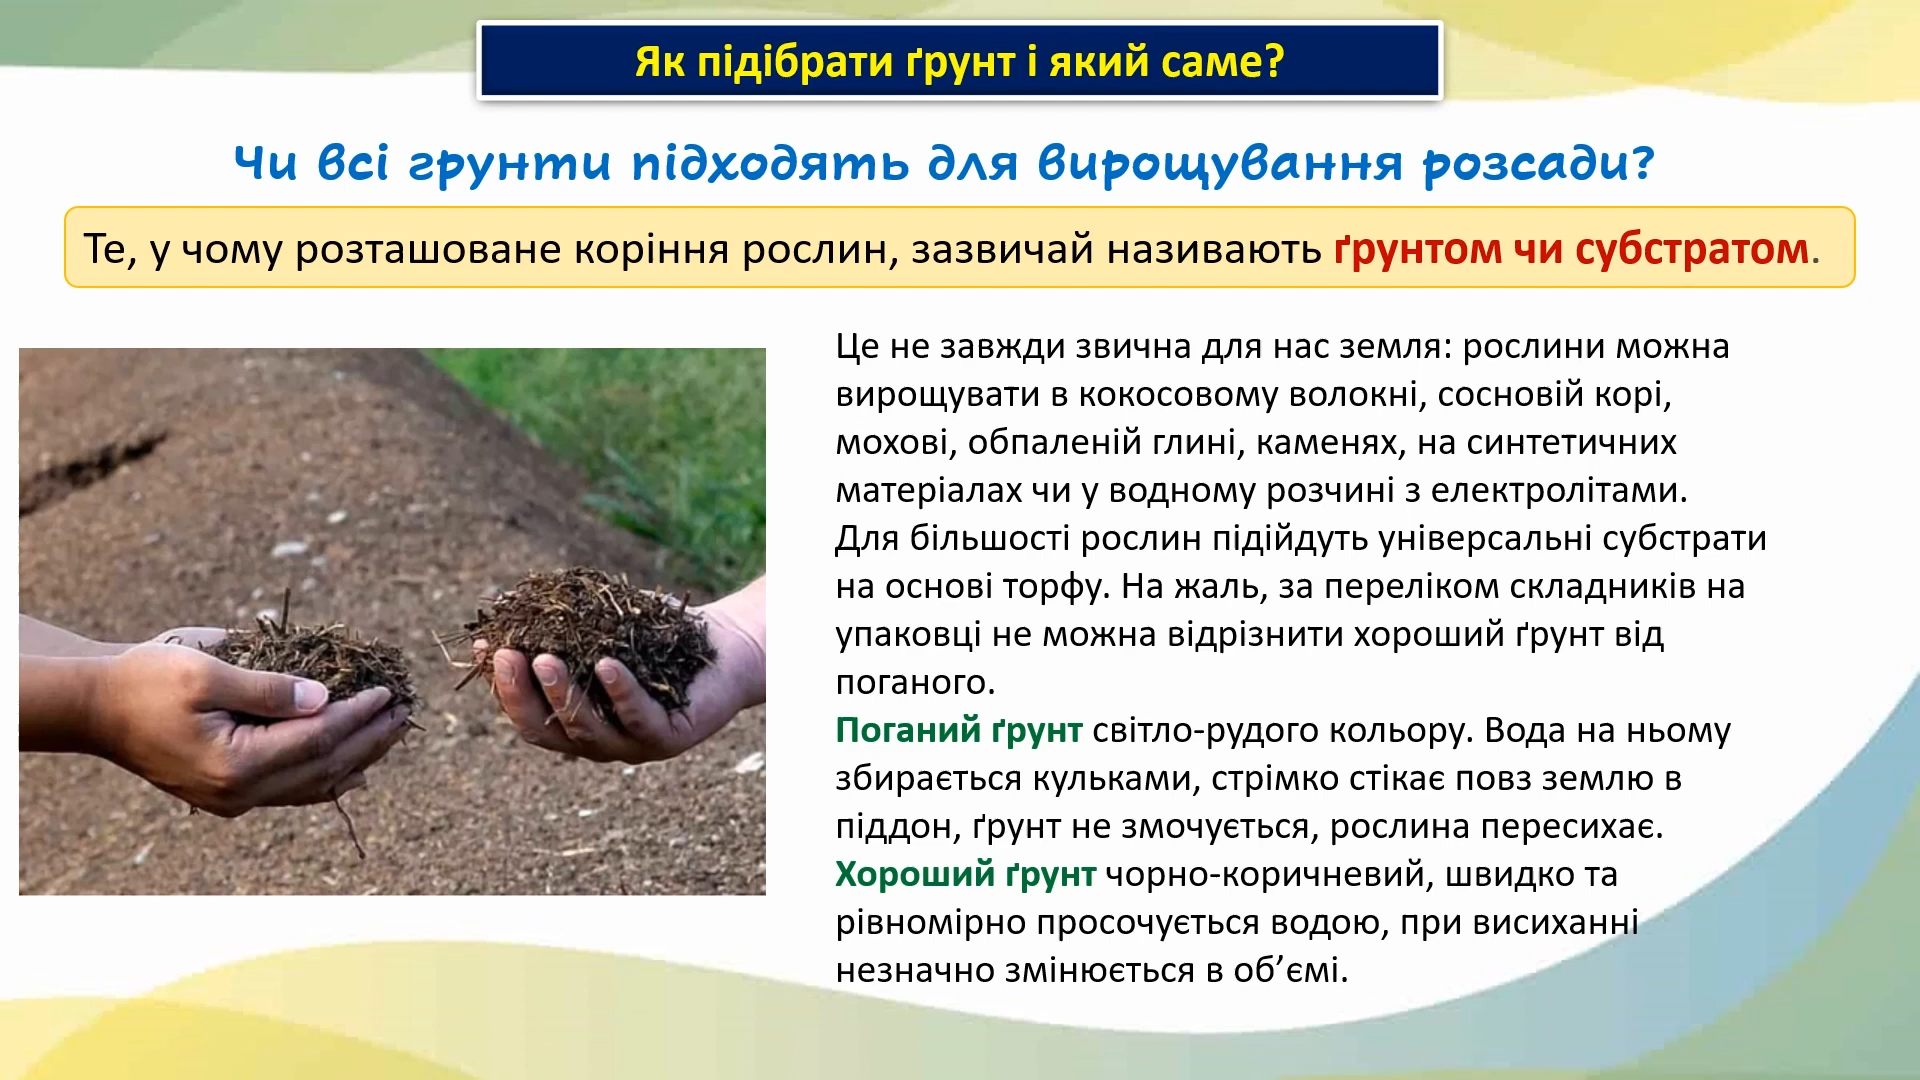 Як підібрати ґрунт і який саме?
Чи всі грунти підходять для вирощування розсади?
Те, у чому розташоване коріння рослин, зазвичай називають ґрунтом чи субстратом.
Це не завжди звична для нас земля: рослини можна
вирощувати в кокосовому волокні, сосновій корі,
мохові, обпаленій глині, каменях, на синтетичних
матеріалах чи у водному розчині з електролітами.
Для більшості рослин підійдуть універсальні субстрати
на основі торфу. На жаль, за переліком складників на
упаковці не можна відрізнити хороший ґрунт від
поганого.
Поганий ґрунт світло-рудого кольору. Вода на ньому
збирається кульками, стрімко стікає повз землю в
піддон, ґрунт не змочується, рослина пересихає.
Хороший ґрунт чорно-коричневий, швидко та
рівномірно просочується водою, при висиханні
незначно змінюється в об’ємі.